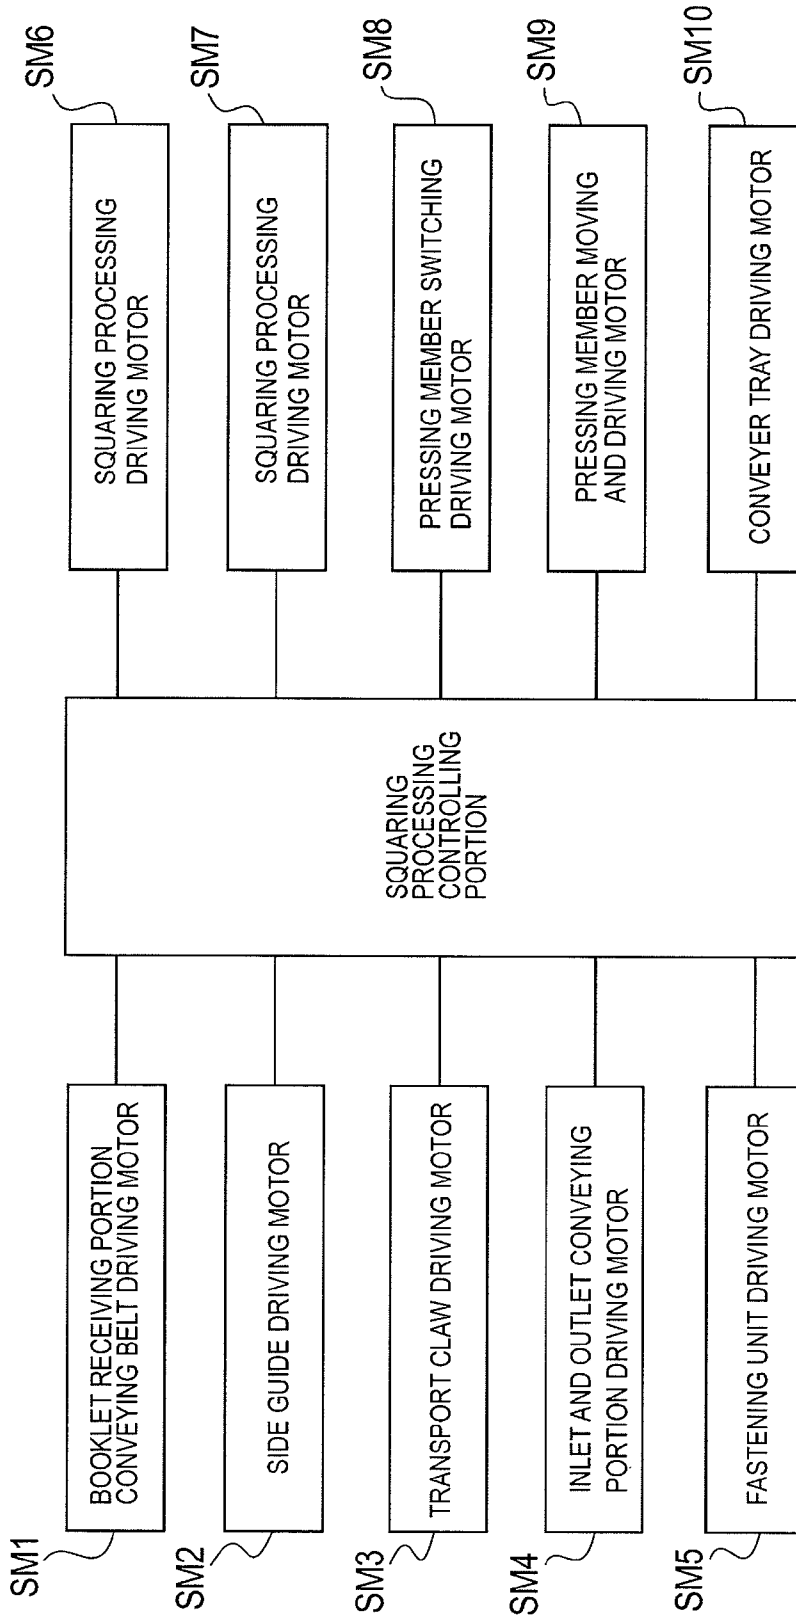 SM1
BOOKLET RECEIVING PORTION
CONVEYING BELT DRIVING MOTOR
SM2
SIDE GUIDE DRIVING MOTOR
SM3
TRANSPORT CLAW DRIVING MOTOR
SM4
INLET AND OUTLET CONVEYING
PORTION DRIVING MOTOR
SM5
FASTENING UNIT DRIVING MOTOR
SQUARING
PROCESSING
CONTROLLING
PORTION
SM6
SQUARING PROCESSING
DRIVING MOTOR
SM7
SQUARING PROCESSING
DRIVING MOTOR
SM8
PRESSING MEMBER SWITCHING
DRIVING MOTOR
SM9
PRESSING MEMBER MOVING
AND DRIVING MOTOR
SM10
CONVEYER TRAY DRIVING MOTOR